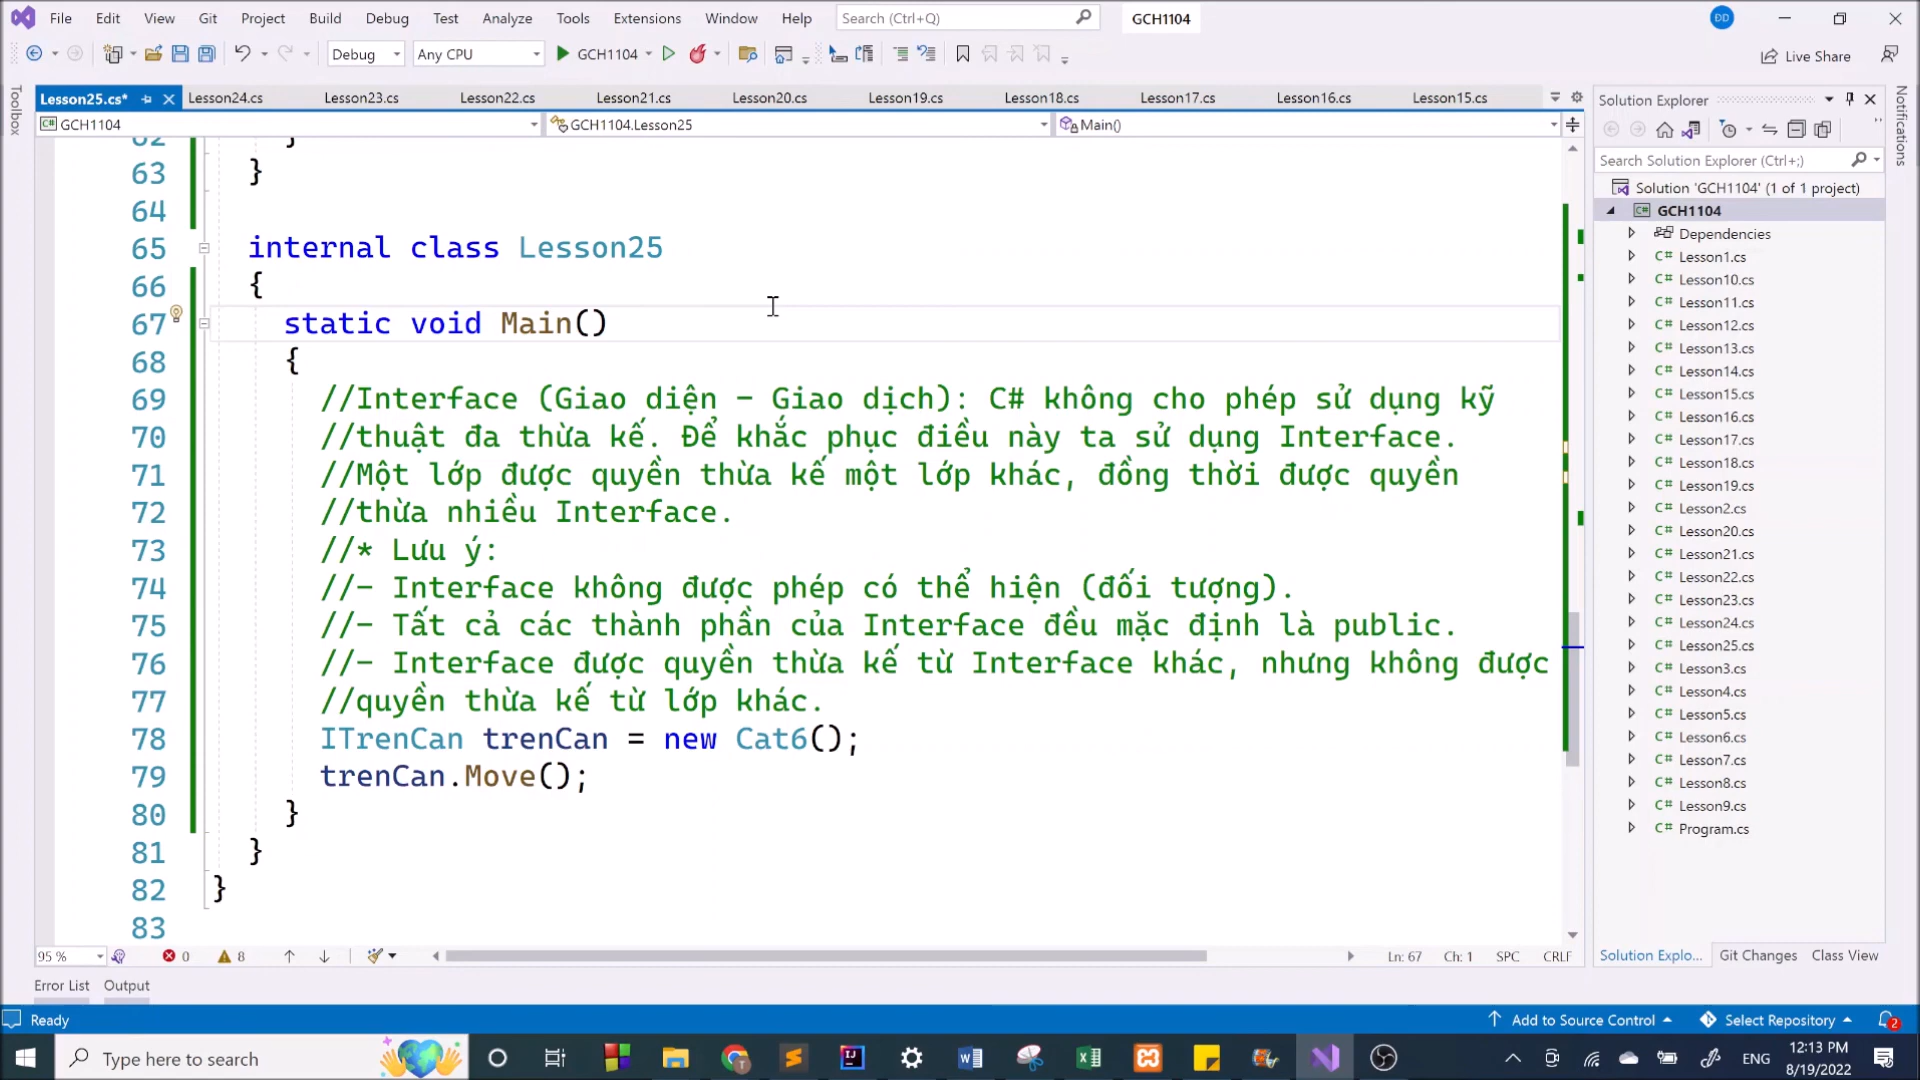 File Edit View Git Project Build Debug Test Analyze Tools Extensions Window Help Search (Ctrl+Q) GCH1104 ĐD
Debug Any CPU GCH1104 Live Share
Toolbox
Lesson25.cs* Lesson24.cs Lesson23.cs Lesson22.cs Lesson21.cs Lesson20.cs Lesson19.cs Lesson18.cs Lesson17.cs Lesson16.cs Lesson15.cs
GCH1104 GCH1104.Lesson25 Main()
62 }
63 }
64
65 internal class Lesson25
66 {
67 static void Main()
68 {
69 //Interface (Giao diện - Giao dịch): C# không cho phép sử dụng kỹ
70 //thuật đa thừa kế. Để khắc phục điều này ta sử dụng Interface.
71 //Một lớp được quyền thừa kế một lớp khác, đồng thời được quyền
72 //thừa nhiều Interface.
73 //* Lưu ý:
74 //- Interface không được phép có thể hiện (đối tượng).
75 //- Tất cả các thành phần của Interface đều mặc định là public.
76 //- Interface được quyền thừa kế từ Interface khác, nhưng không được
77 //quyền thừa kế từ lớp khác.
78 ITrenCan trenCan = new Cat6();
79 trenCan.Move();
80 }
81 }
82 }
83
95 % 0 8 Ln: 67 Ch: 1 SPC CRLF
Error List Output
Solution Explorer
Search Solution Explorer (Ctrl+;)
Solution 'GCH1104' (1 of 1 project)
C# GCH1104
Dependencies
C# Lesson1.cs
C# Lesson10.cs
C# Lesson11.cs
C# Lesson12.cs
C# Lesson13.cs
C# Lesson14.cs
C# Lesson15.cs
C# Lesson16.cs
C# Lesson17.cs
C# Lesson18.cs
C# Lesson19.cs
C# Lesson2.cs
C# Lesson20.cs
C# Lesson21.cs
C# Lesson22.cs
C# Lesson23.cs
C# Lesson24.cs
C# Lesson25.cs
C# Lesson3.cs
C# Lesson4.cs
C# Lesson5.cs
C# Lesson6.cs
C# Lesson7.cs
C# Lesson8.cs
C# Lesson9.cs
C# Program.cs
Solution Explo... Git Changes Class View
Notifications
Ready Add to Source Control Select Repository 2
Type here to search ENG 12:13 PM
8/19/2022